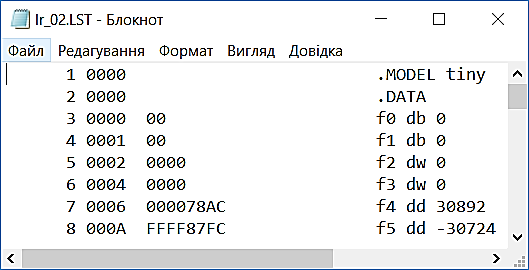 lr_02.LST - Блокнот
Файл Редагування Формат Вигляд Довідка
1 0000 .MODEL tiny
2 0000 .DATA
3 0000 00 f0 db 0
4 0001 00 f1 db 0
5 0002 0000 f2 dw 0
6 0004 0000 f3 dw 0
7 0006 000078AC f4 dd 30892
8 000A FFFF87FC f5 dd -30724